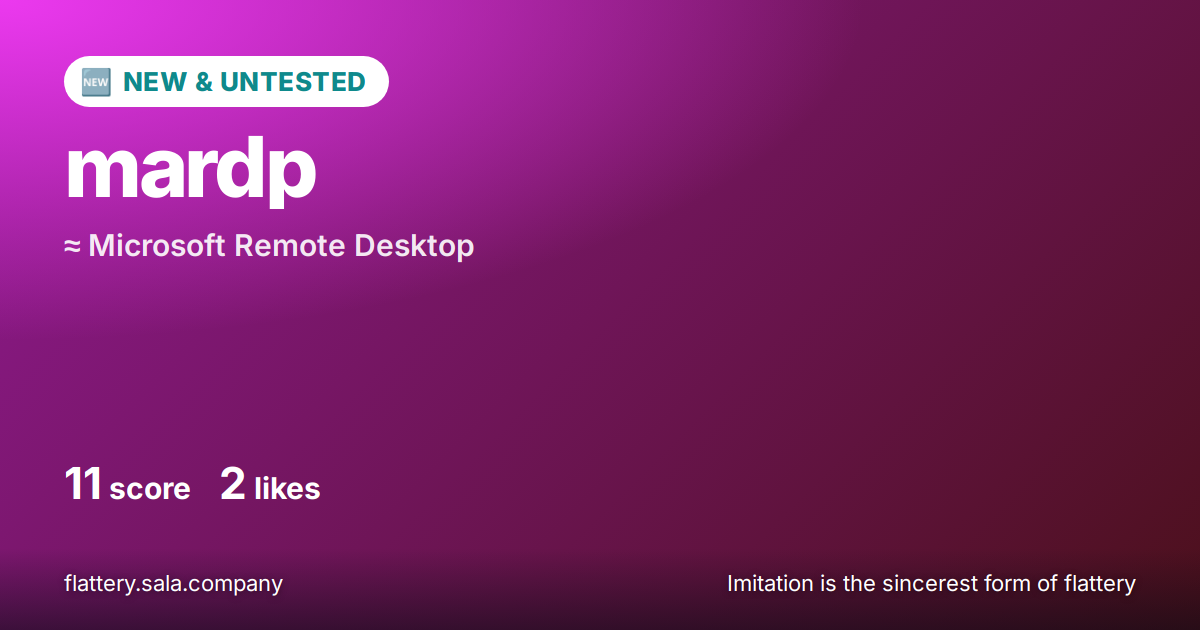 🆕 NEW & UNTESTED
mardp
≈ Microsoft Remote Desktop
11 score 2 likes
flattery.sala.company
Imitation is the sincerest form of flattery